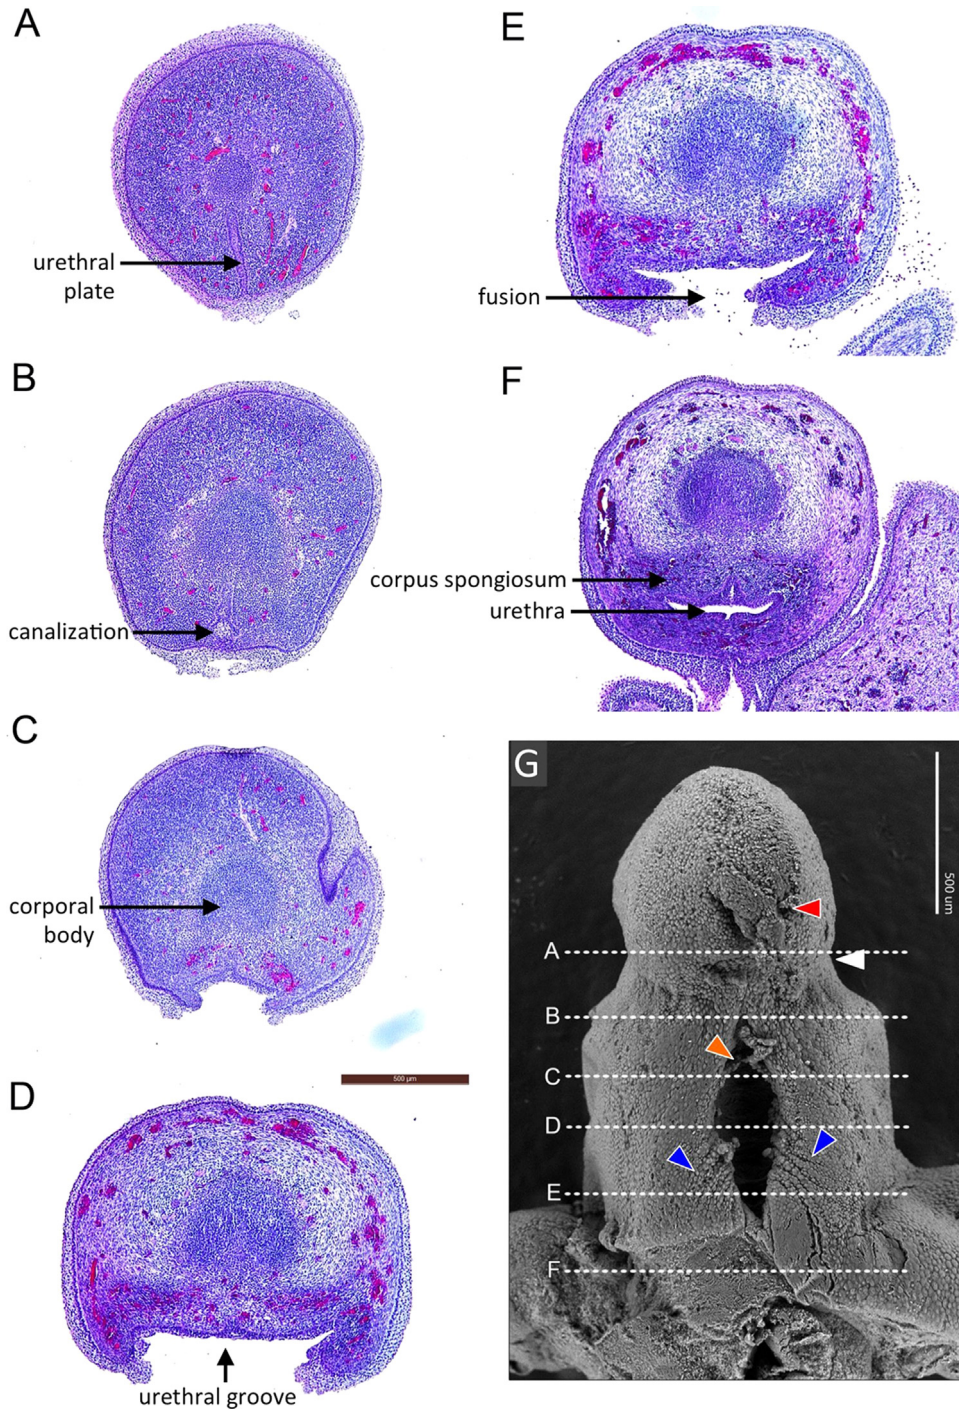 A
urethral
plate
B
canalization
C
corporal
body
500 µm
D
urethral groove
E
fusion
F
corpus spongiosum
urethra
G
500 um
A
B
C
D
E
F